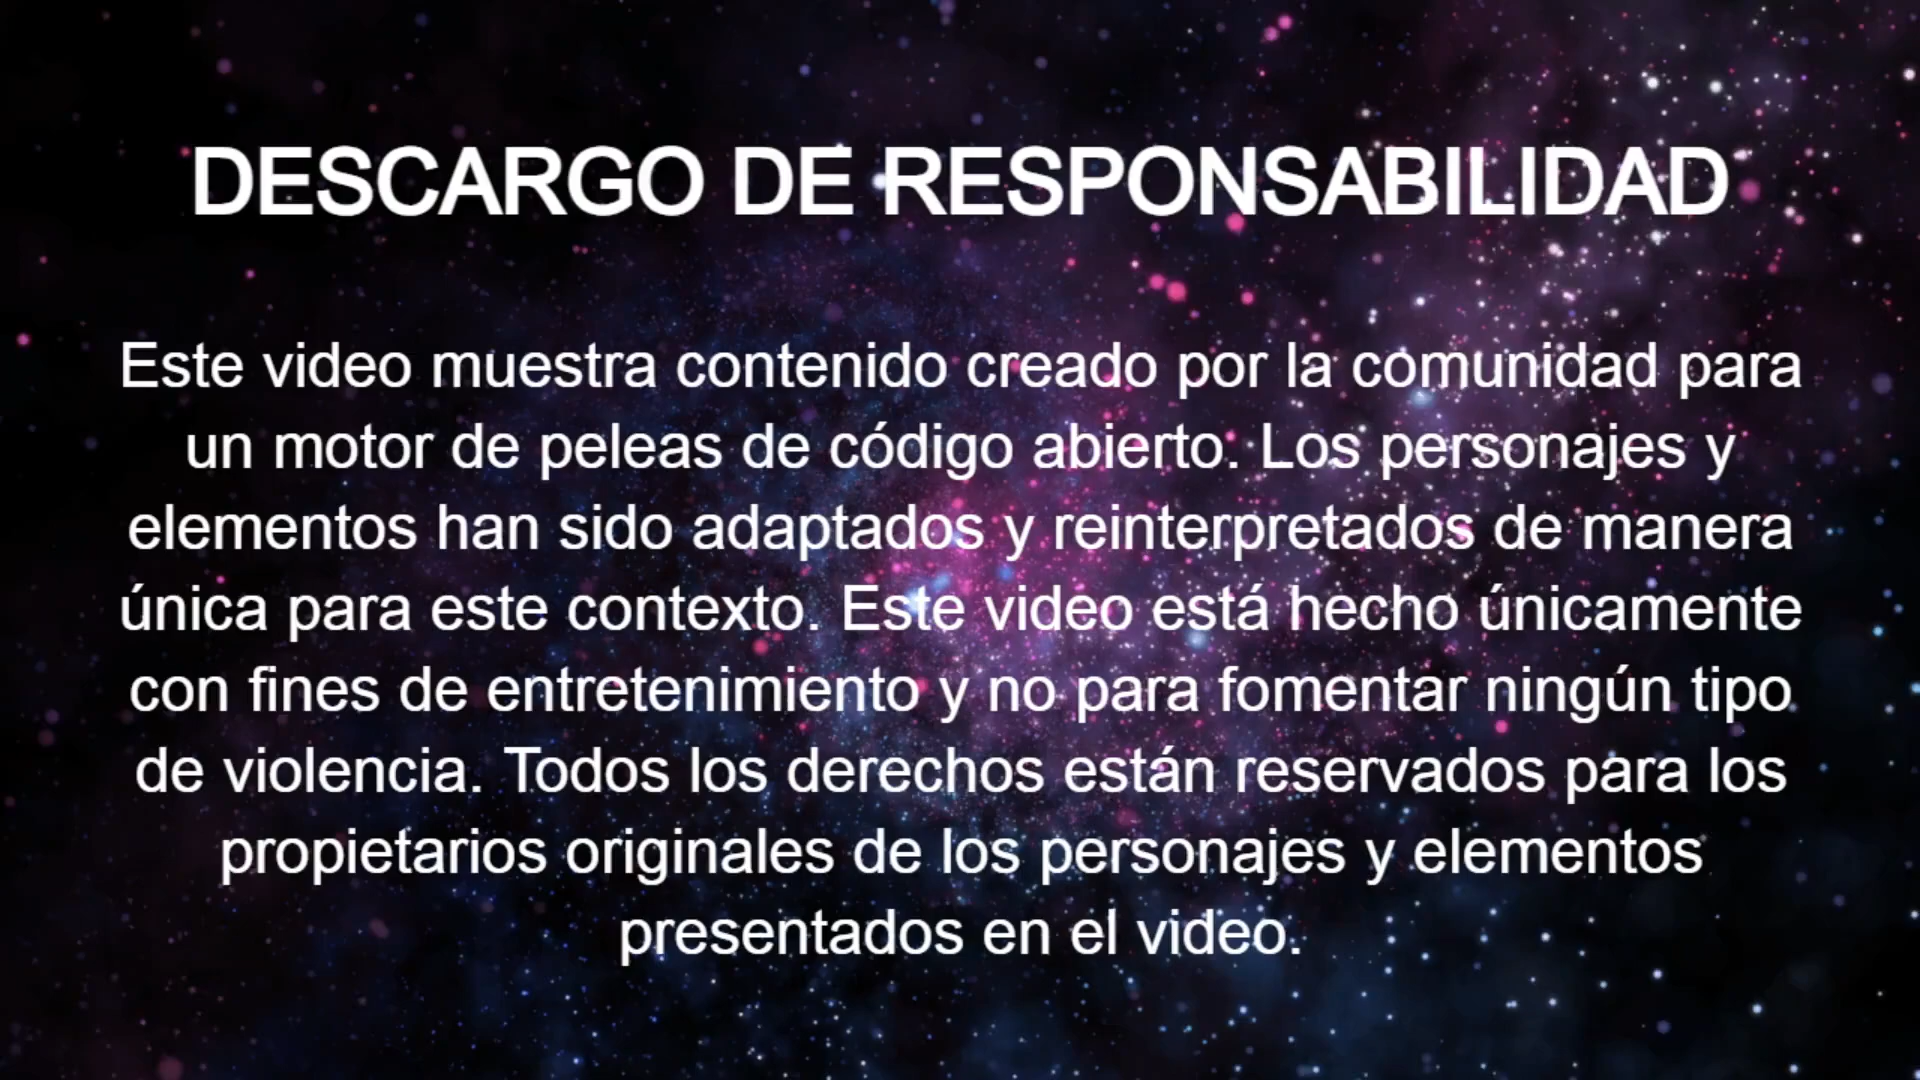 DESCARGO DE RESPONSABILIDAD
Este video muestra contenido creado por la comunidad para
un motor de peleas de código abierto. Los personajes y
elementos han sido adaptados y reinterpretados de manera
única para este contexto. Este video está hecho únicamente
con fines de entretenimiento y no para fomentar ningún tipo
de violencia. Todos los derechos están reservados para los
propietarios originales de los personajes y elementos
presentados en el video.